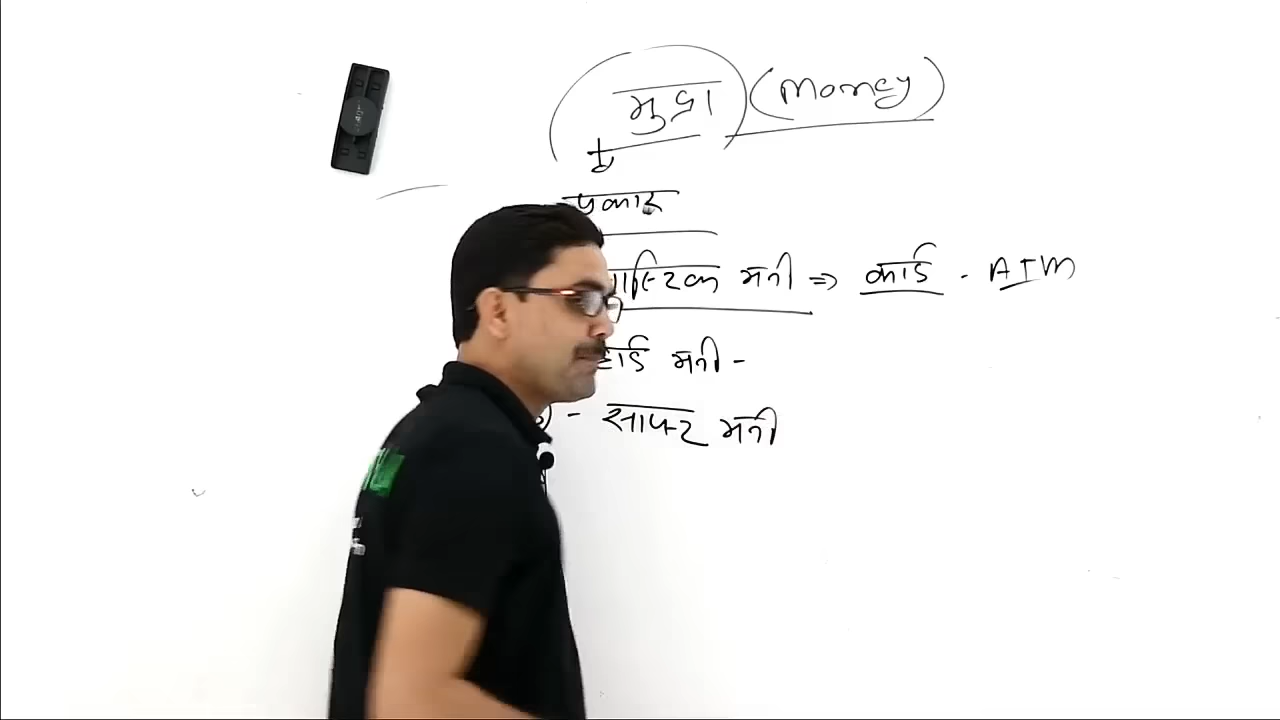 मुद्रा (Money)
प्रकार
मनी ⇒ कार्ड - ATM
मनी -
- साफ्ट मनी